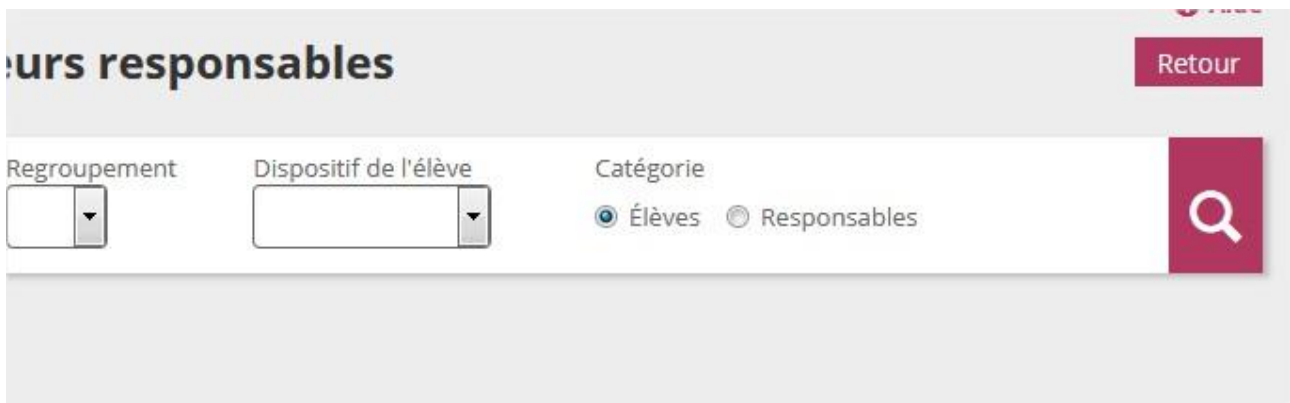 eurs responsables
Retour
Regroupement
Dispositif de l'élève
Catégorie
Élèves
Responsables